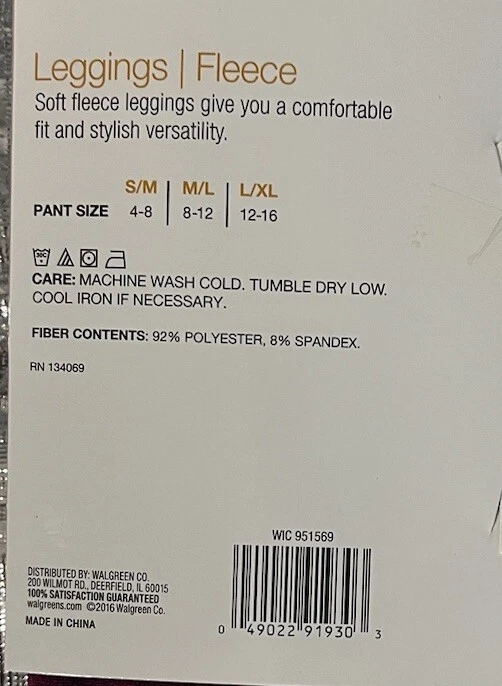 Leggings | Fleece
Soft fleece leggings give you a comfortable
fit and stylish versatility.
S/M | M/L | L/XL
PANT SIZE 4-8 | 8-12 | 12-16
30C
CARE: MACHINE WASH COLD. TUMBLE DRY LOW.
COOL IRON IF NECESSARY.
FIBER CONTENTS: 92% POLYESTER, 8% SPANDEX.
RN 134069
WIC 951569
0 49022 91930 3
DISTRIBUTED BY: WALGREEN CO.
200 WILMOT RD., DEERFIELD, IL 60015
100% SATISFACTION GUARANTEED
walgreens.com ©2016 Walgreen Co.
MADE IN CHINA